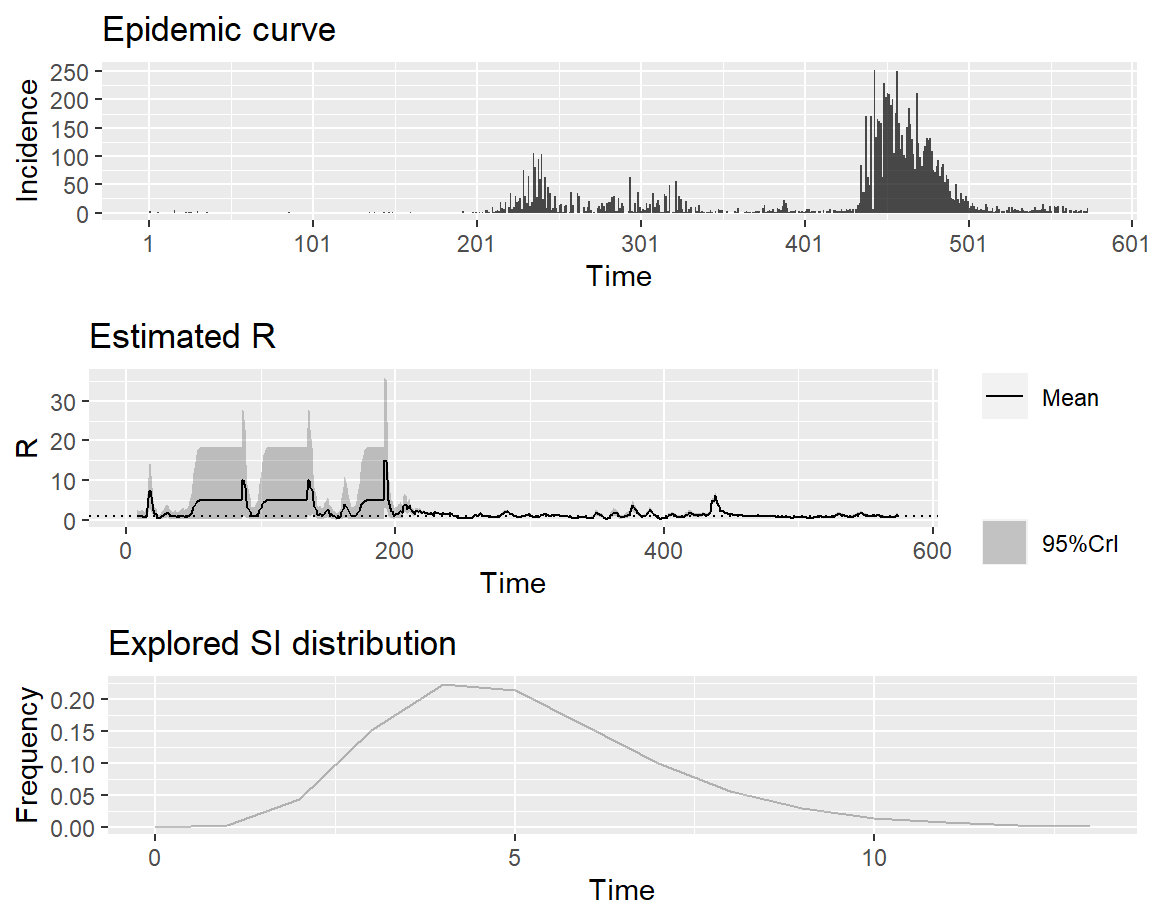 Epidemic curve
Incidence
250
200
150
100
50
0
1 101 201 301 401 501 601
Time
Estimated R
R
30
20
10
0
0 200 400 600
Time
Mean
95%CrI
Explored SI distribution
Frequency
0.20
0.15
0.10
0.05
0.00
0 5 10
Time